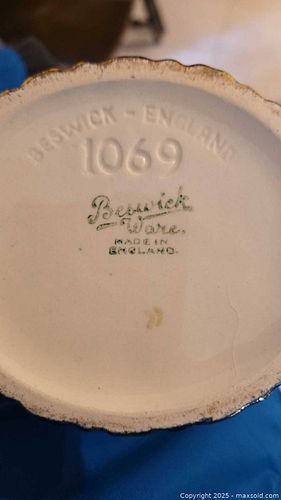 BESWICK - ENGLAND
1069
Beswick
Ware.
MADE IN
ENGLAND.
Copyright © 2025 - maxsold.com